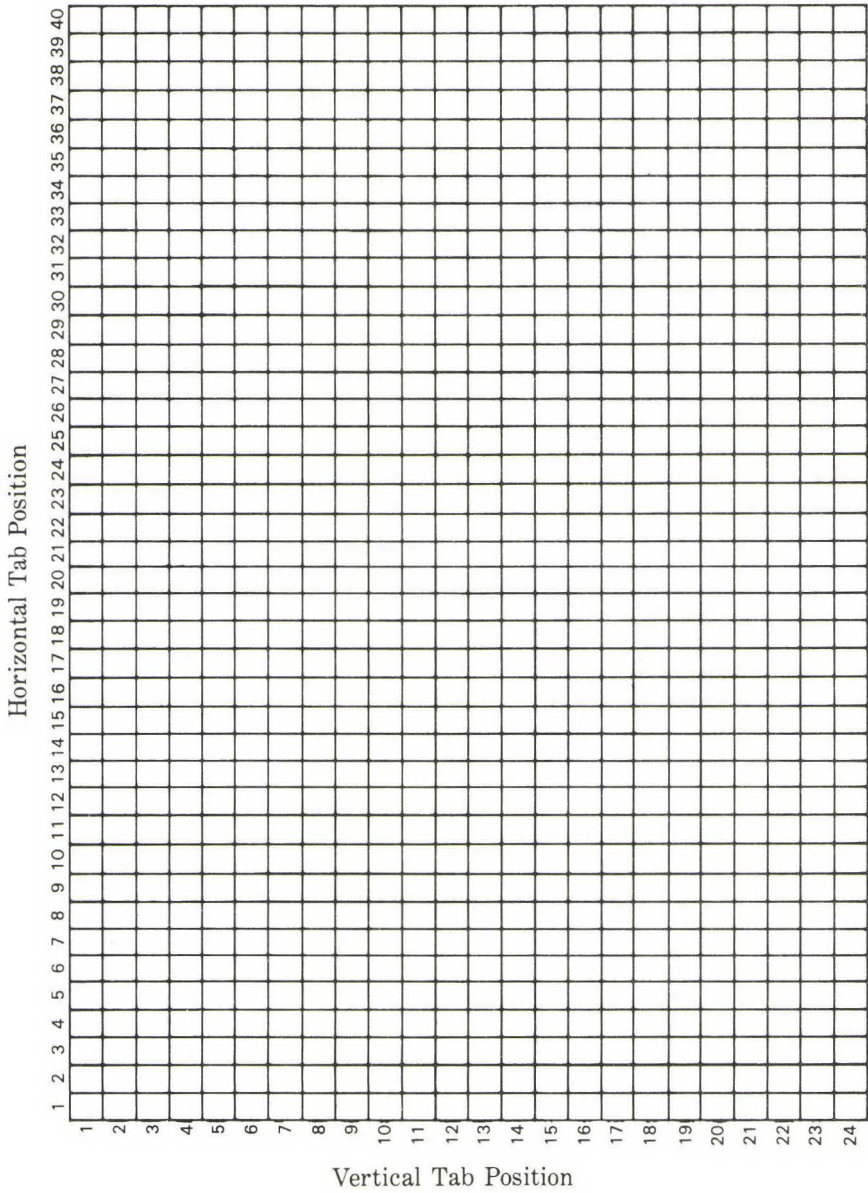 Horizontal Tab Position
1 2 3 4 5 6 7 8 9 10 11 12 13 14 15 16 17 18 19 20 21 22 23 24 25 26 27 28 29 30 31 32 33 34 35 36 37 38 39 40
1 2 3 4 5 6 7 8 9 10 11 12 13 14 15 16 17 18 19 20 21 22 23 24
Vertical Tab Position